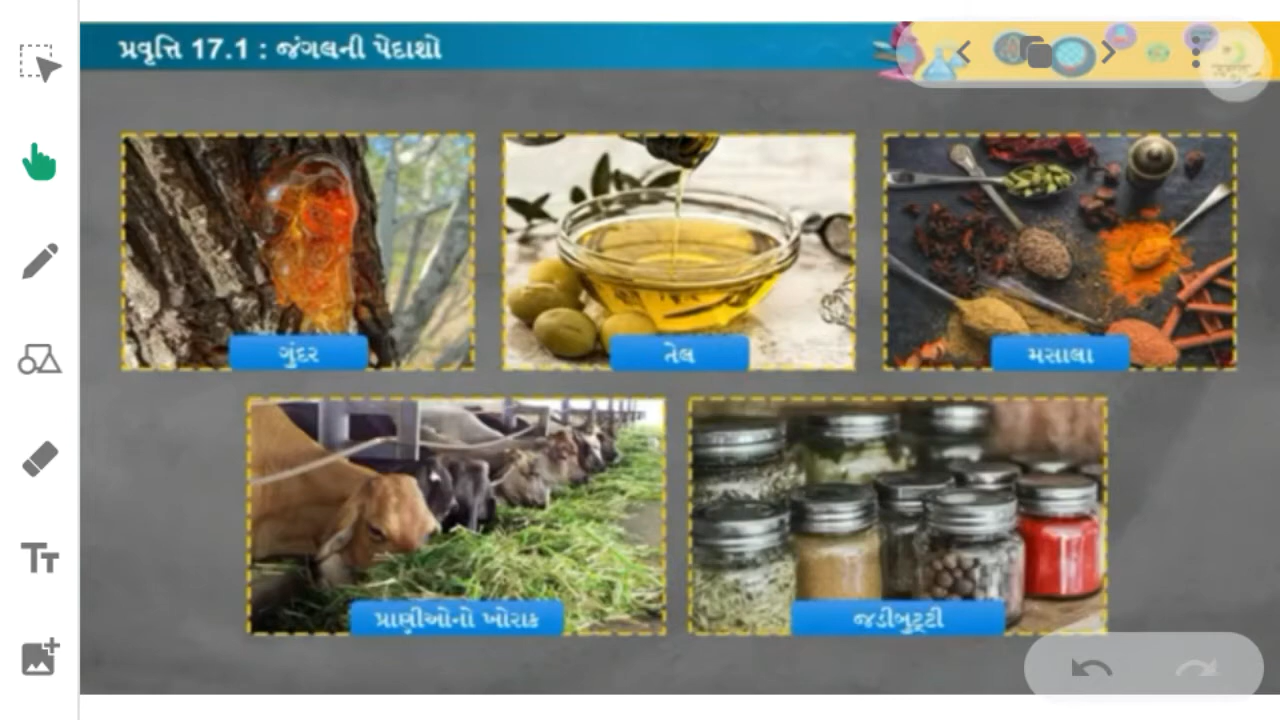 પ્રવૃત્તિ 17.1 : જંગલની પેદાશો
ગુંદર
તેલ
મસાલા
પ્રાણીઓનો ખોરાક
જડીબુટ્ટી